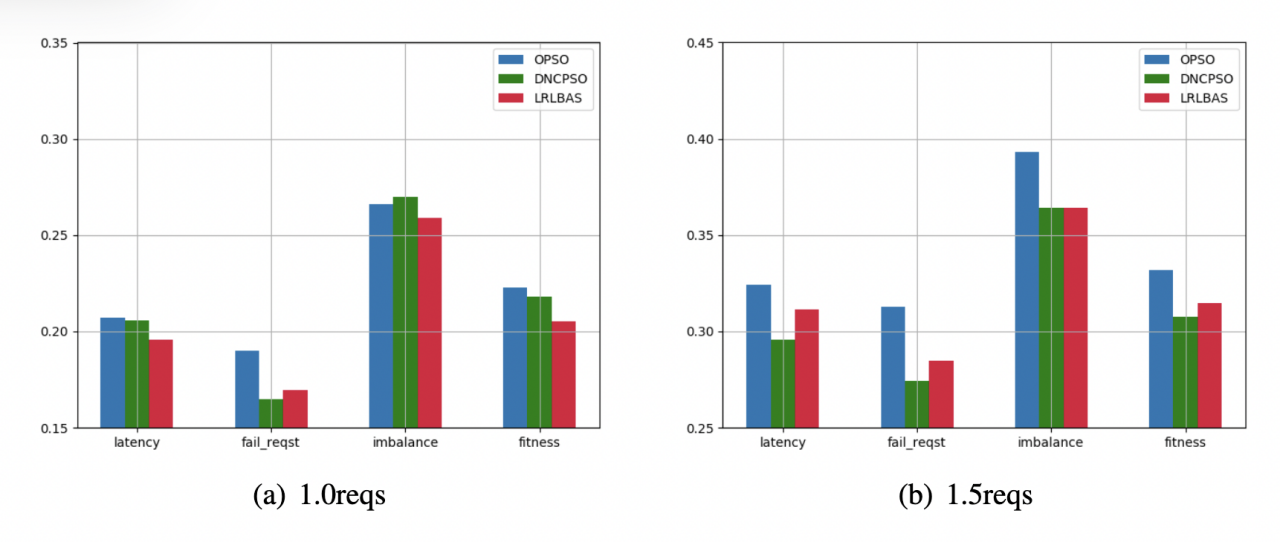 0.35
0.30
0.25
0.20
0.15
OPSO
DNCPSO
LRLBAS
latency fail_reqst imbalance fitness
(a) 1.0reqs
0.45
0.40
0.35
0.30
0.25
OPSO
DNCPSO
LRLBAS
latency fail_reqst imbalance fitness
(b) 1.5reqs